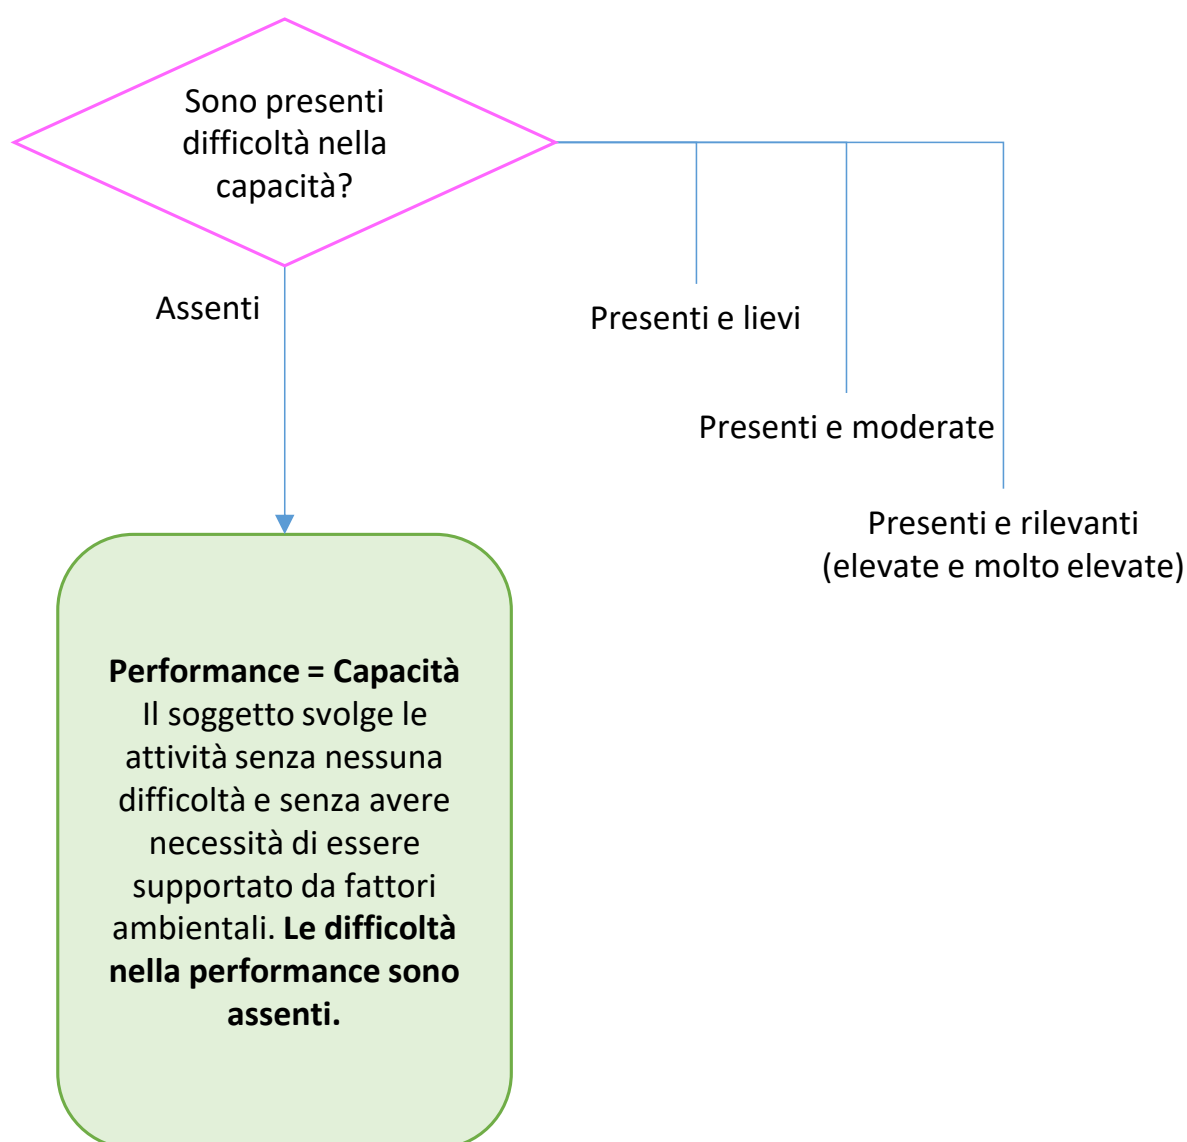 Sono presenti
difficoltà nella
capacità?
Assenti
Presenti e lievi
Presenti e moderate
Presenti e rilevanti
(elevate e molto elevate)
Performance = Capacità
Il soggetto svolge le
attività senza nessuna
difficoltà e senza avere
necessità di essere
supportato da fattori
ambientali. Le difficoltà
nella performance sono
assenti.